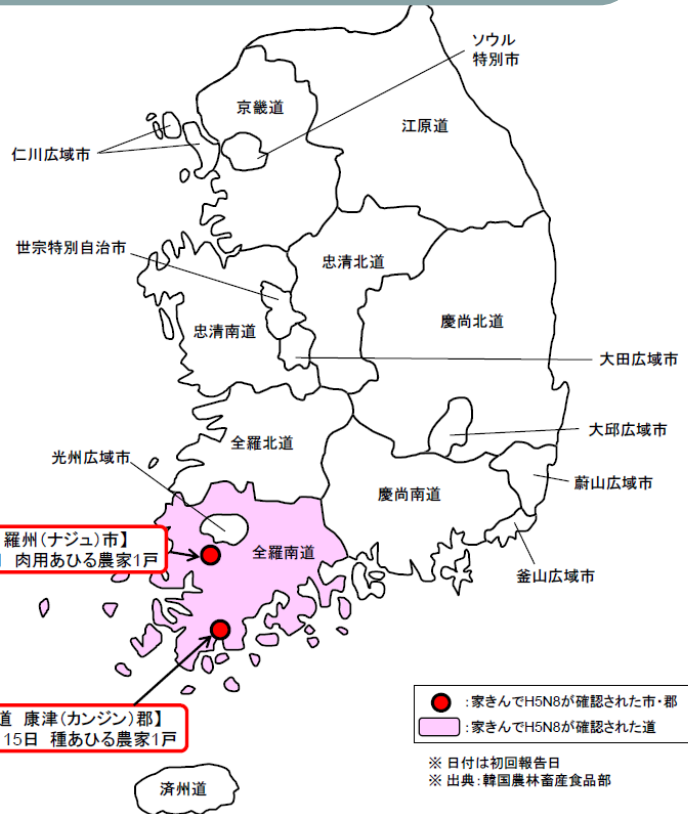 ソウル
特別市
京畿道
江原道
仁川広域市
世宗特別自治市
忠清北道
忠清南道
慶尚北道
大田広域市
大邱広域市
全羅北道
光州広域市
慶尚南道
蔚山広域市
羅州(ナジュ)市】
肉用あひる農家1戸
全羅南道
釜山広域市
道 康津(カンジン)郡】
15日 種あひる農家1戸
:家きんでH5N8が確認された市・郡
:家きんでH5N8が確認された道
※ 日付は初回報告日
※ 出典:韓国農林畜産食品部
済州道